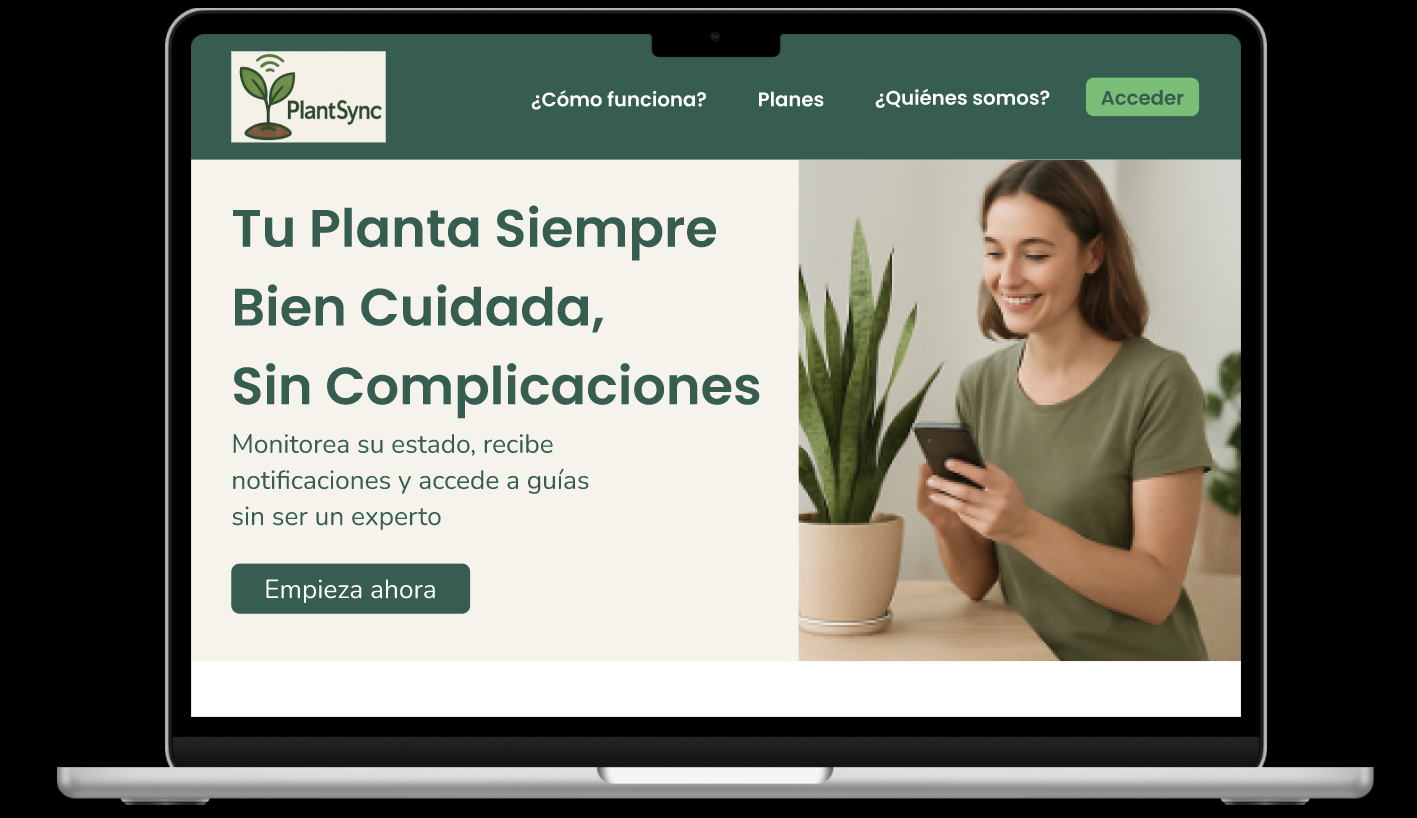 PlantSync
¿Cómo funciona?
Planes
¿Quiénes somos?
Acceder
Tu Planta Siempre
Bien Cuidada,
Sin Complicaciones
Monitorea su estado, recibe
notificaciones y accede a guías
sin ser un experto
Empieza ahora